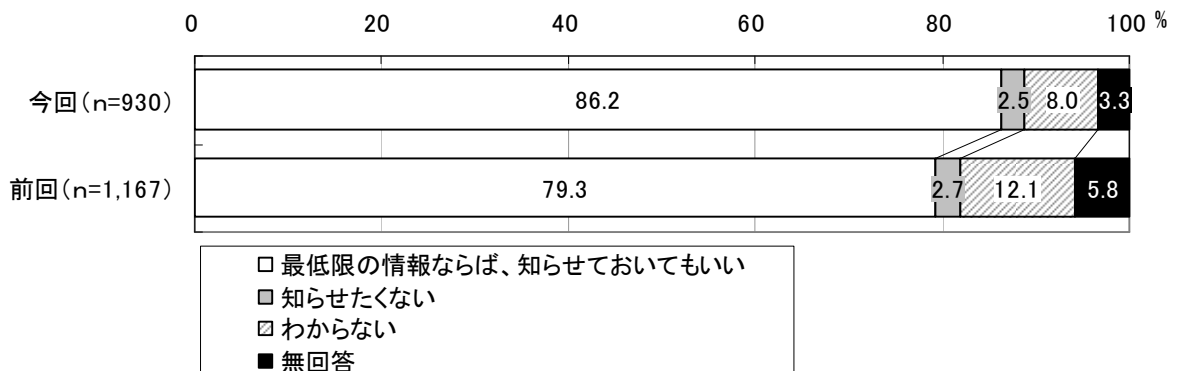 0 20 40 60 80 100 %
今回(n=930) 86.2 2.5 8.0 3.3
前回(n=1,167) 79.3 2.7 12.1 5.8
最低限の情報ならば、知らせておいてもいい
知らせたくない
わからない
無回答